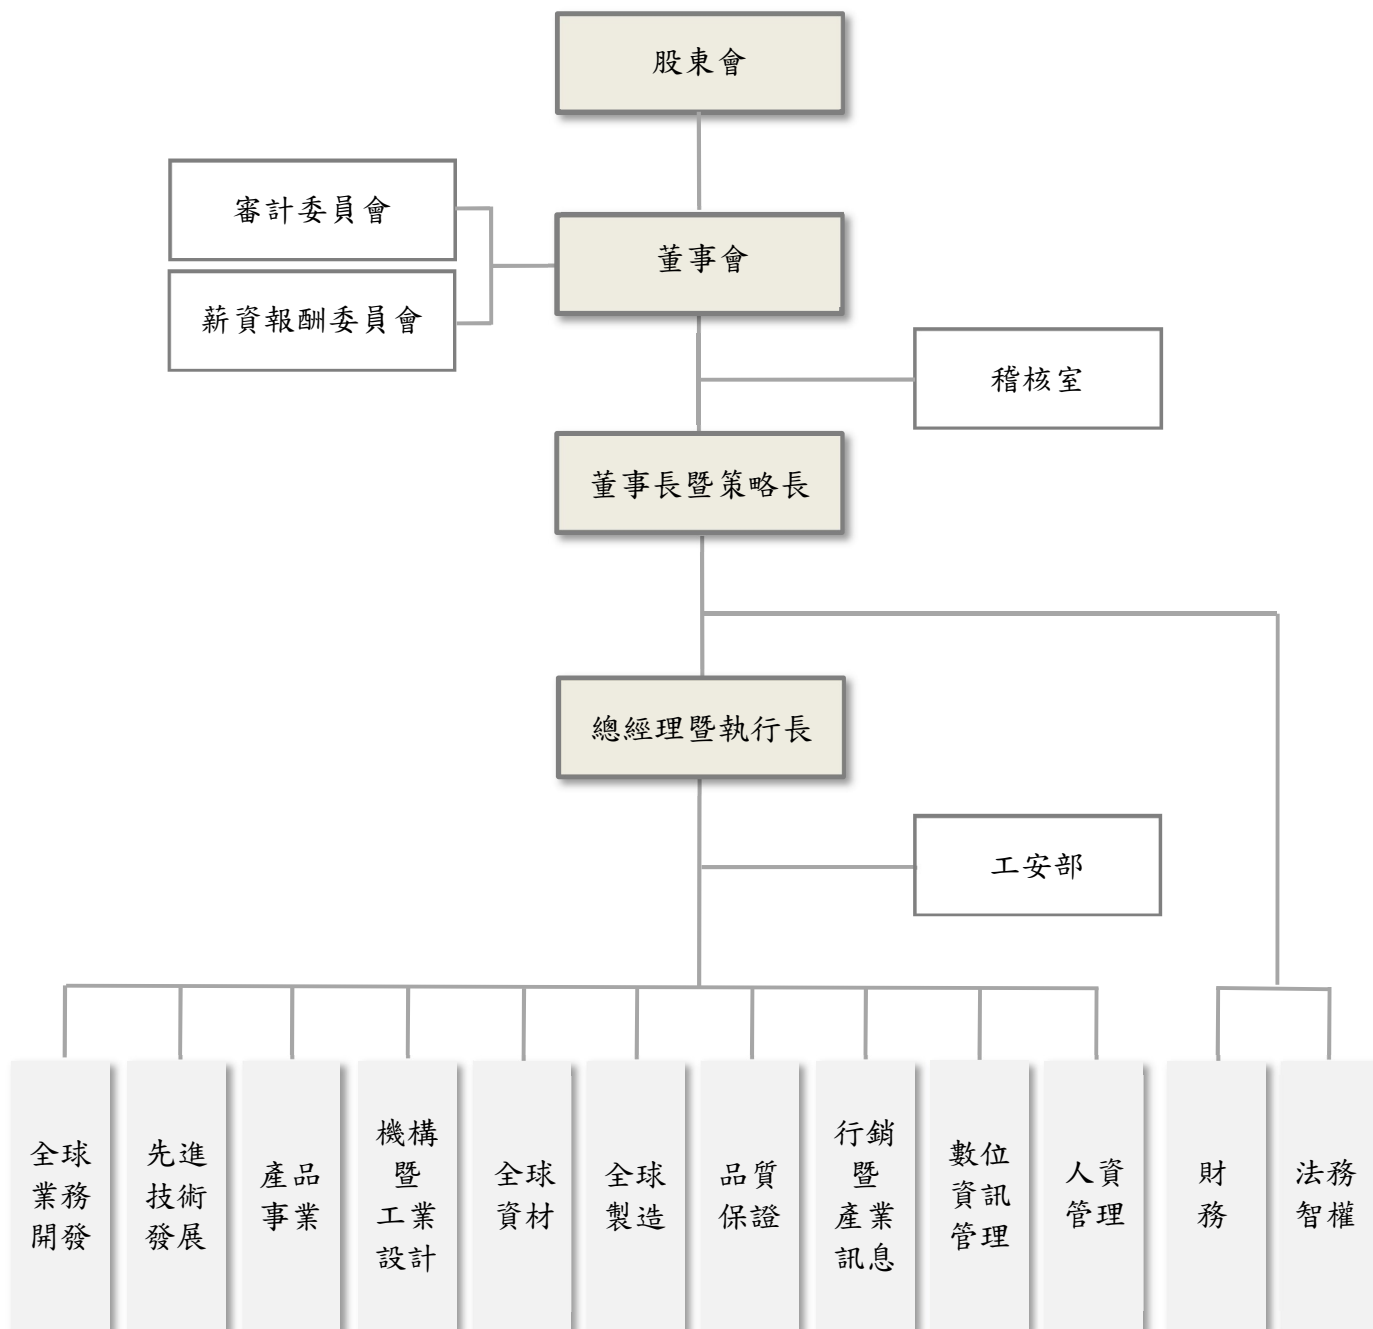 股東會
審計委員會
董事會
薪資報酬委員會
稽核室
董事長暨策略長
總經理暨執行長
工安部
全球
業務
開發
先進
技術
發展
產品
事業
機構
暨
工業
設計
全球
資材
全球
製造
品質
保證
行銷
暨
產業
訊息
數位
資訊
管理
人資
管理
財
務
法務
智權